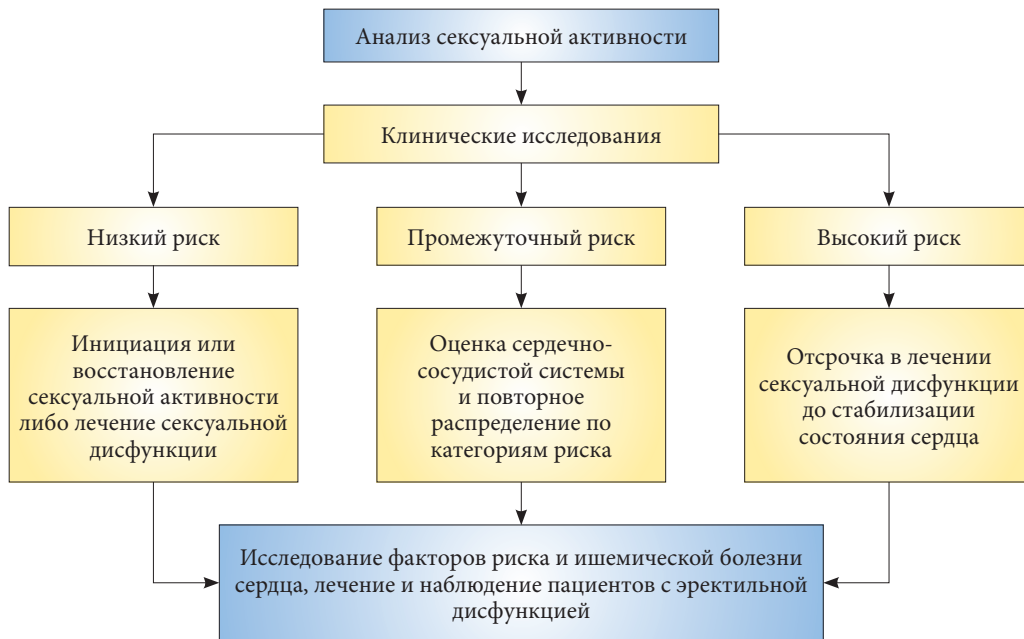 Анализ сексуальной активности
Клинические исследования
Низкий риск
Промежуточный риск
Высокий риск
Инициация или
восстановление
сексуальной активности
либо лечение сексуальной
дисфункции
Оценка сердечно-
сосудистой системы
и повторное
распределение по
категориям риска
Отсрочка в лечении
сексуальной дисфункции
до стабилизации
состояния сердца
Исследование факторов риска и ишемической болезни
сердца, лечение и наблюдение пациентов с эректильной
дисфункцией